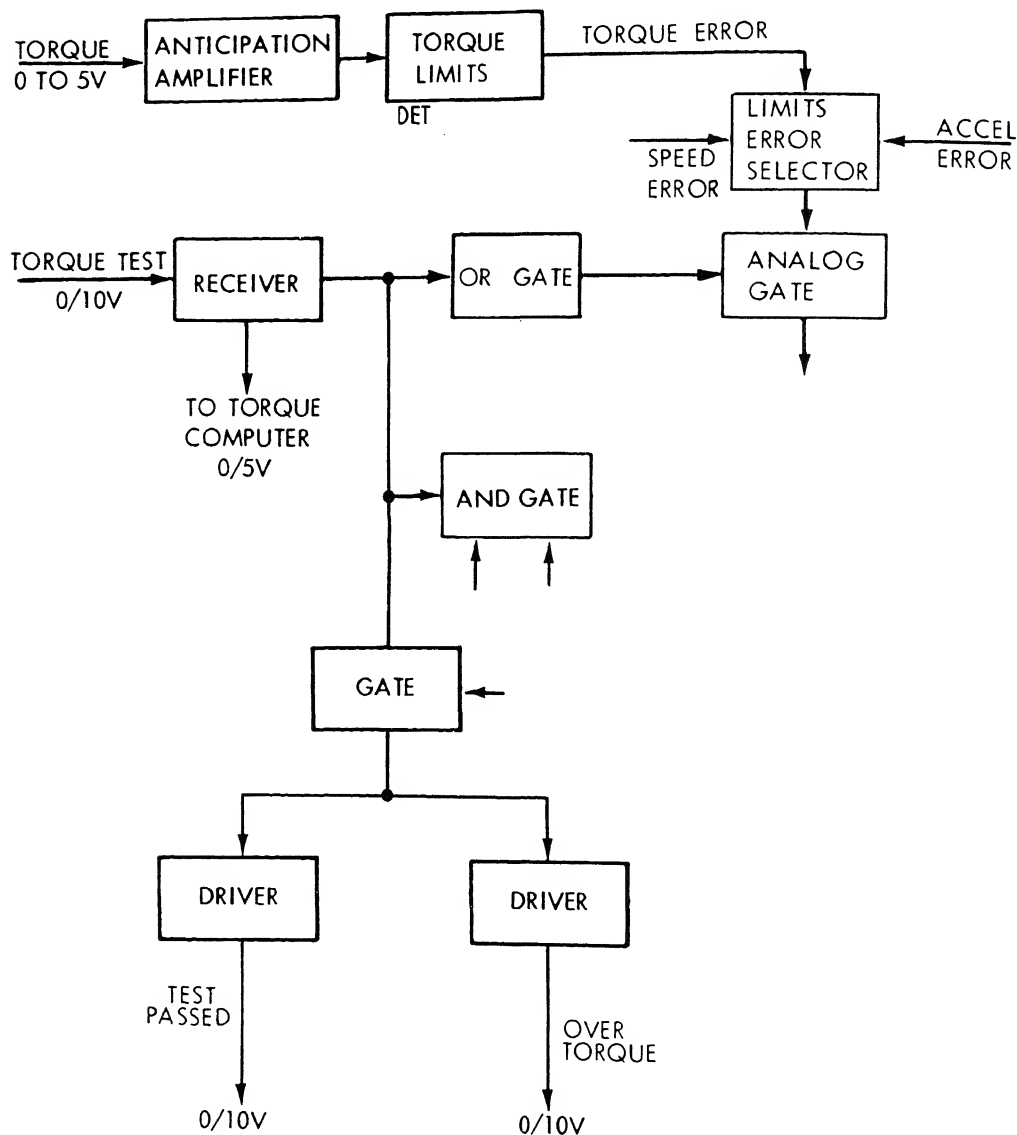 TORQUE
0 TO 5V
ANTICIPATION
AMPLIFIER
TORQUE
LIMITS
DET
TORQUE ERROR
LIMITS
ERROR
SELECTOR
SPEED
ERROR
ACCEL
ERROR
TORQUE TEST
0/10V
RECEIVER
OR GATE
ANALOG
GATE
TO TORQUE
COMPUTER
0/5V
AND GATE
GATE
DRIVER
DRIVER
TEST
PASSED
OVER
TORQUE
0/10V
0/10V